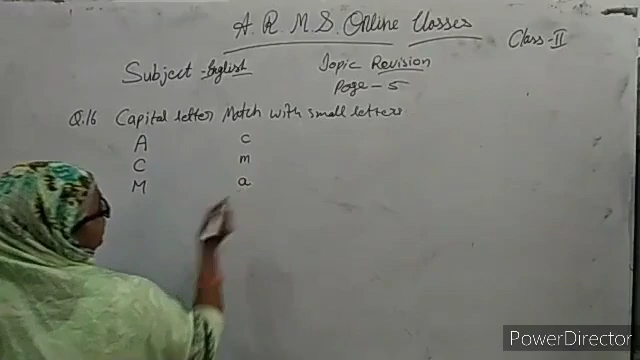 A. R. M. S. Online Classes
Class - II
Subject - English
Topic Revision
Page - 5
Q.16 Capital letter Match with small letters
A c
C m
M a
PowerDirector